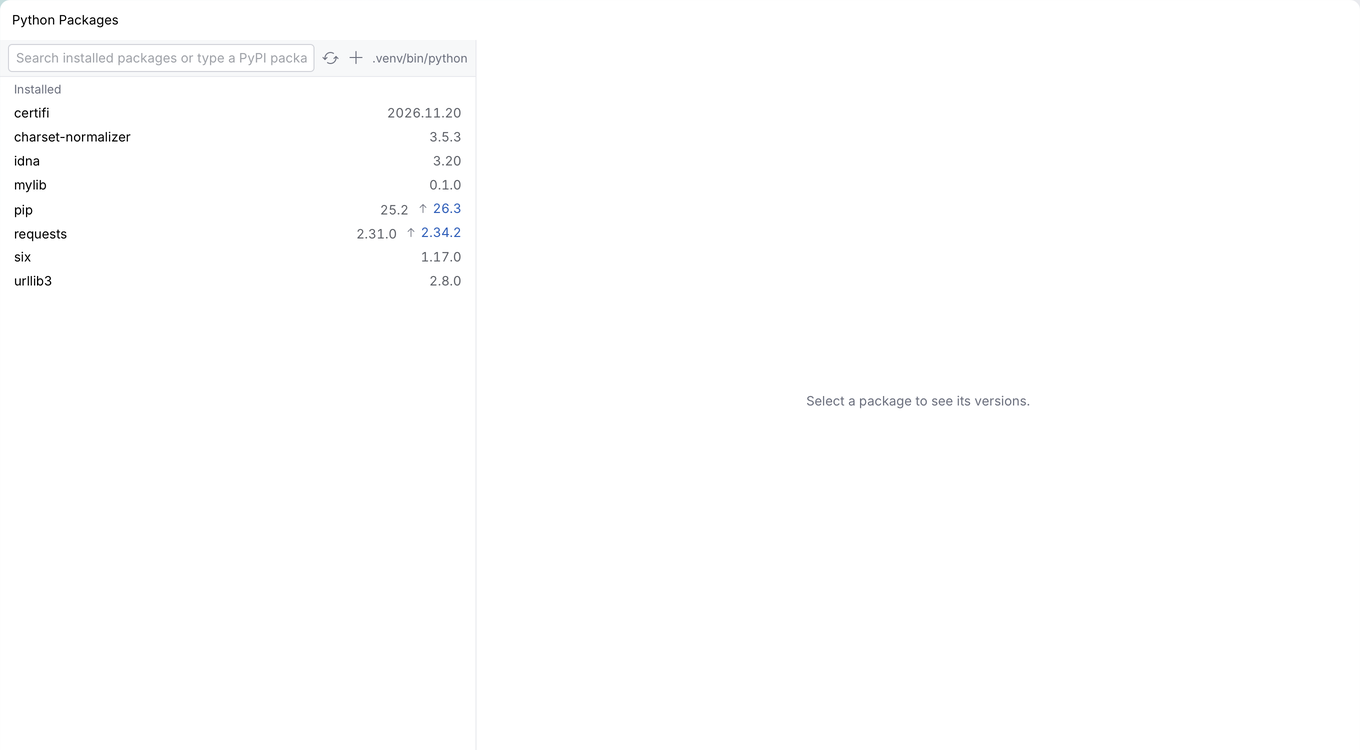 Python Packages
Search installed packages or type a PyPI packa
.venv/bin/python
Installed
certifi 2026.11.20
charset-normalizer 3.5.3
idna 3.20
mylib 0.1.0
pip 25.2 ↑ 26.3
requests 2.31.0 ↑ 2.34.2
six 1.17.0
urllib3 2.8.0
Select a package to see its versions.